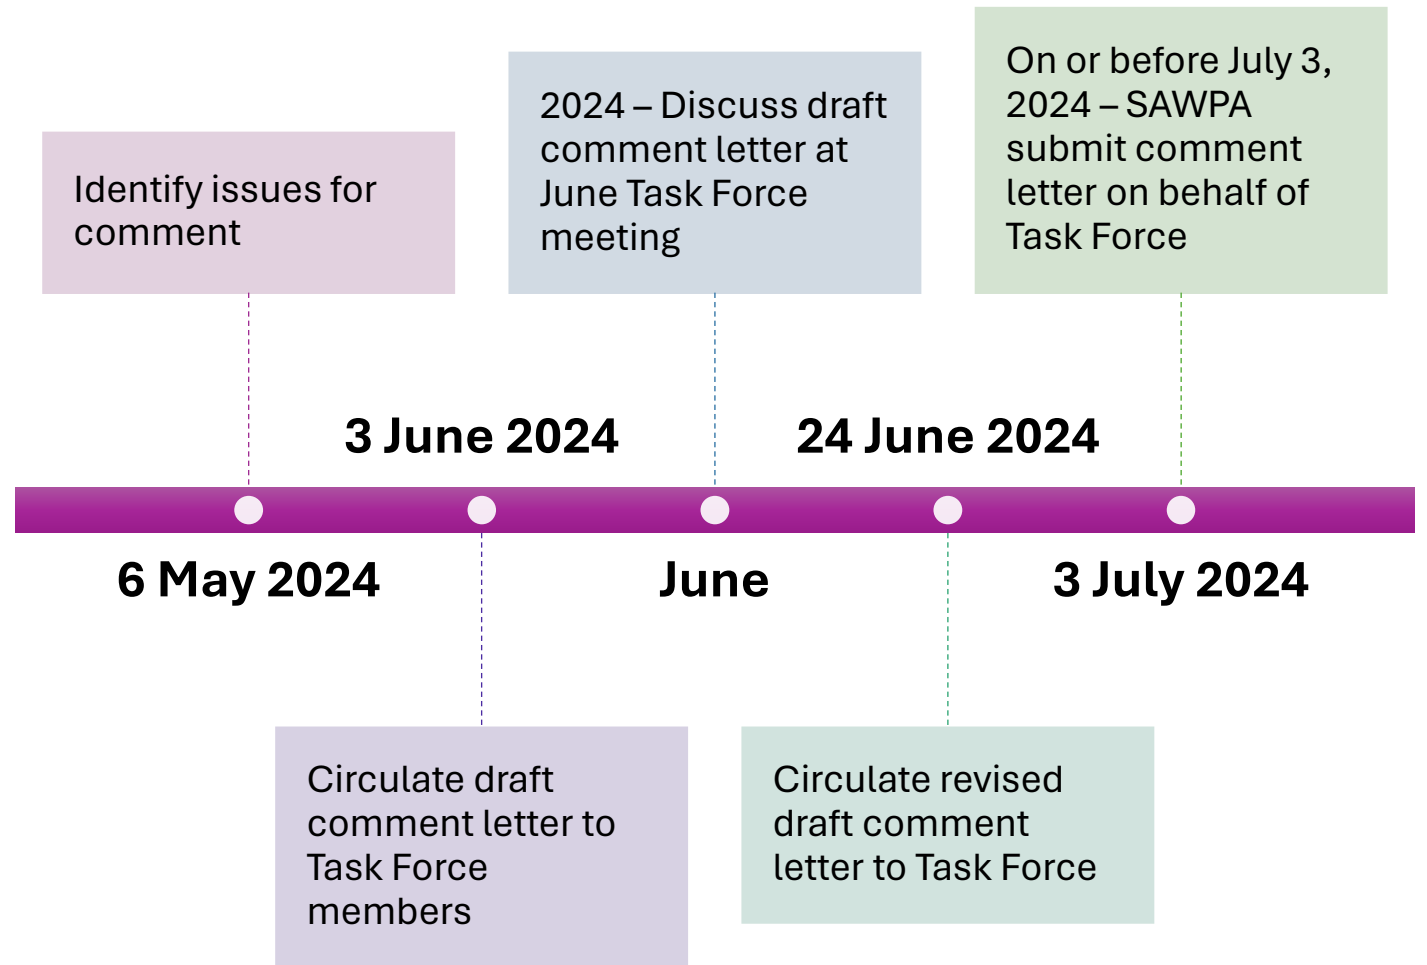 Identify issues for
comment
2024 – Discuss draft
comment letter at
June Task Force
meeting
On or before July 3,
2024 – SAWPA
submit comment
letter on behalf of
Task Force
3 June 2024
24 June 2024
6 May 2024
June
3 July 2024
Circulate draft
comment letter to
Task Force
members
Circulate revised
draft comment
letter to Task Force